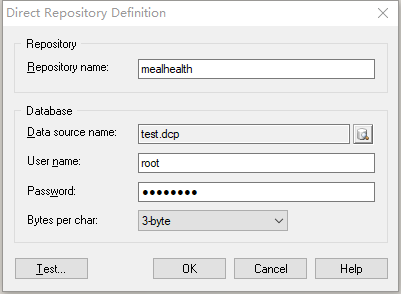 Direct Repository Definition
Repository
Repository name: mealhealth
Database
Data source name: test.dcp
User name: root
Password: ●●●●●●●●
Bytes per char: 3-byte
Test... OK Cancel Help